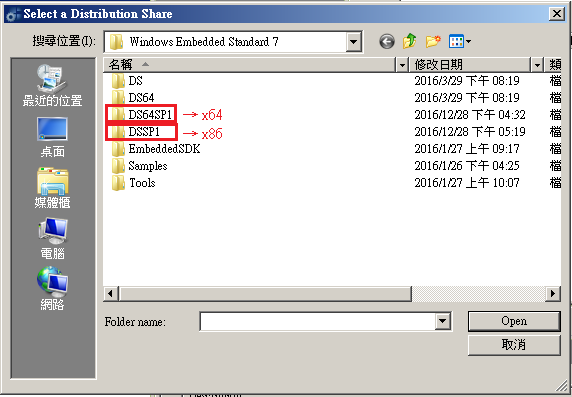 Select a Distribution Share
搜尋位置(I):
Windows Embedded Standard 7
名稱
修改日期
類
DS
2016/3/29 下午 08:19
檔
DS64
2016/3/29 下午 08:19
檔
DS64SP1
→ x64
2016/12/28 下午 04:32
檔
DSSP1
→ x86
2016/12/28 下午 05:19
檔
EmbeddedSDK
2016/1/27 上午 09:17
檔
Samples
2016/1/26 下午 04:25
檔
Tools
2016/1/27 上午 10:07
檔
最近的位置
桌面
媒體櫃
電腦
網路
Folder name:
Open
取消